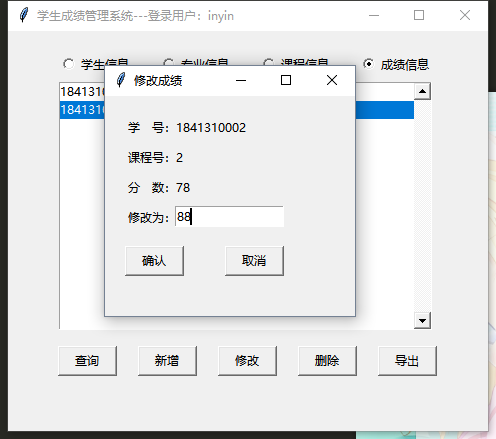 学生成绩管理系统---登录用户：inyin
学生信息 专业信息 课程信息 成绩信息
1841310
1841310
修改成绩
学 号：1841310002
课程号：2
分 数：78
修改为：88
确认 取消
查询 新增 修改 删除 导出